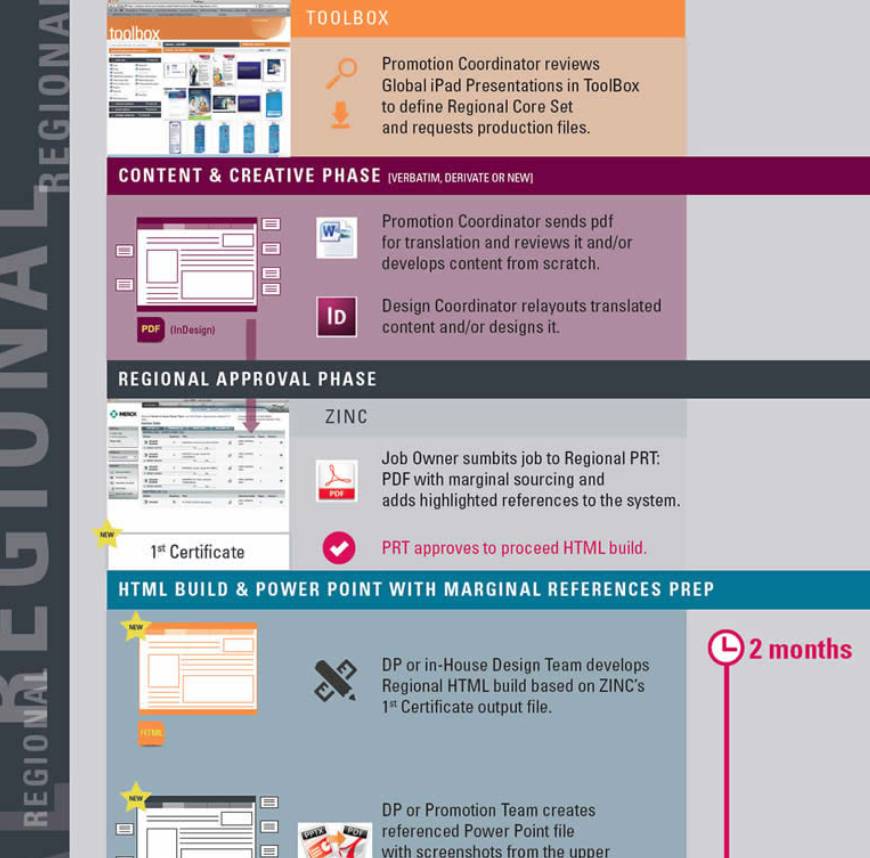 REGIONAL
REGIONAL
REGIONAL
toolbox
TOOLBOX
Promotion Coordinator reviews
Global iPad Presentations in ToolBox
to define Regional Core Set
and requests production files.
CONTENT & CREATIVE PHASE [VERBATIM, DERIVATE OR NEW]
Promotion Coordinator sends pdf
for translation and reviews it and/or
develops content from scratch.
W
ID
Design Coordinator relayouts translated
content and/or designs it.
PDF (InDesign)
REGIONAL APPROVAL PHASE
MERCK
ZINC
Job Owner sumbits job to Regional PRT:
PDF with marginal sourcing and
adds highlighted references to the system.
PDF
NEW
1st Certificate
PRT approves to proceed HTML build.
HTML BUILD & POWER POINT WITH MARGINAL REFERENCES PREP
NEW
2 months
DP or in-House Design Team develops
Regional HTML build based on ZINC's
1st Certificate output file.
HTML
NEW
DP or Promotion Team creates
referenced Power Point file
with screenshots from the upper
PPTX PDF